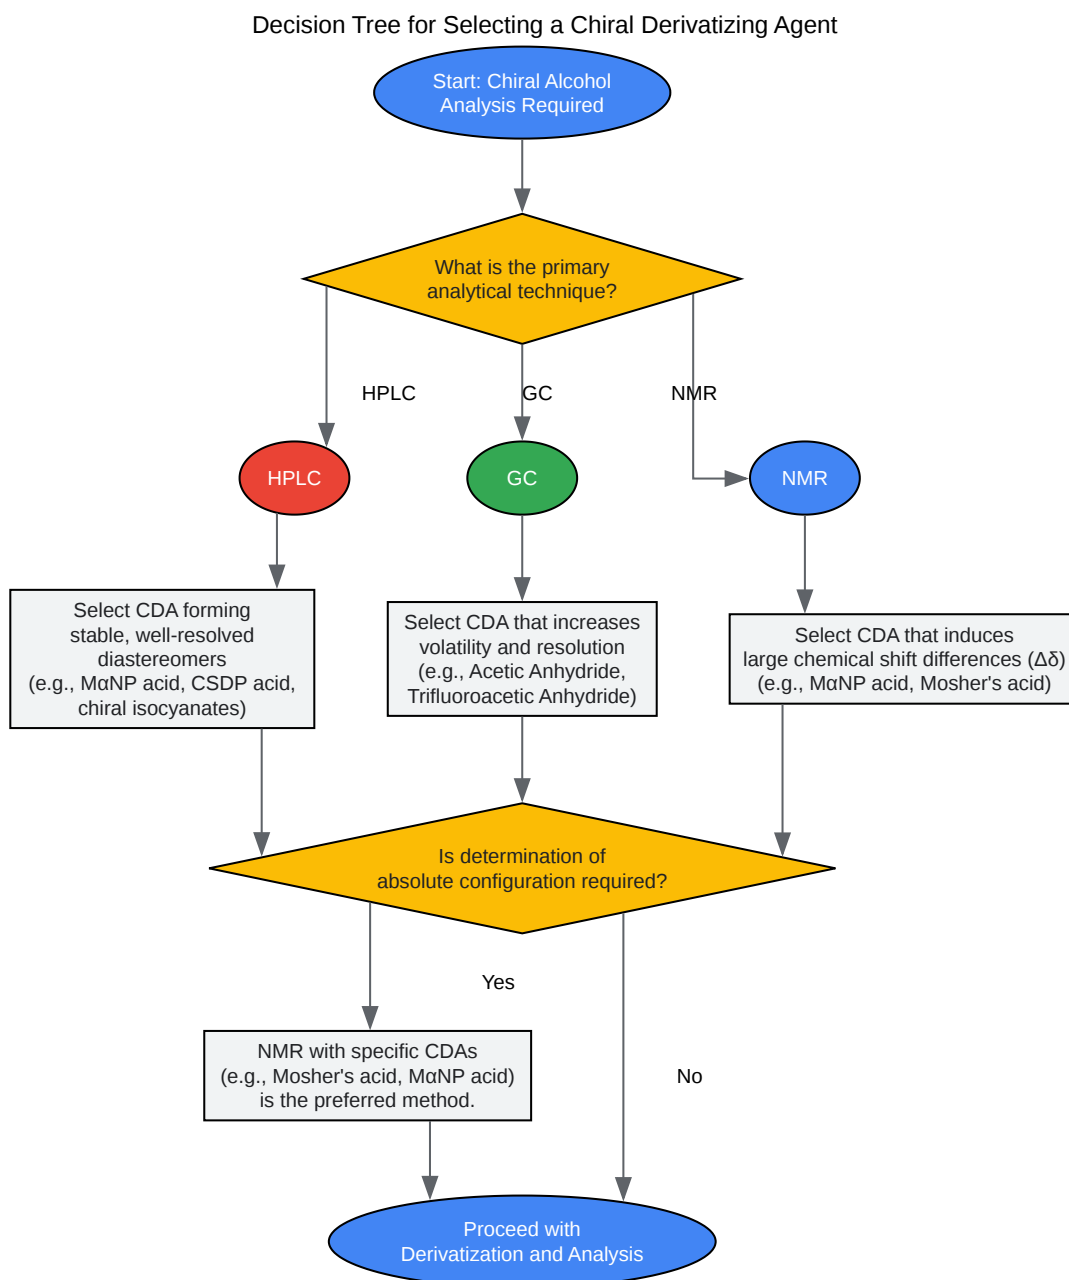 Decision Tree for Selecting a Chiral Derivatizing Agent
Start: Chiral Alcohol
Analysis Required
What is the primary
analytical technique?
HPLC
GC
NMR
HPLC
GC
NMR
Select CDA forming
stable, well-resolved
diastereomers
(e.g., MαNP acid, CSDP acid,
chiral isocyanates)
Select CDA that increases
volatility and resolution
(e.g., Acetic Anhydride,
Trifluoroacetic Anhydride)
Select CDA that induces
large chemical shift differences (Δδ)
(e.g., MαNP acid, Mosher's acid)
Is determination of
absolute configuration required?
Yes
No
NMR with specific CDAs
(e.g., Mosher's acid, MαNP acid)
is the preferred method.
Proceed with
Derivatization and Analysis